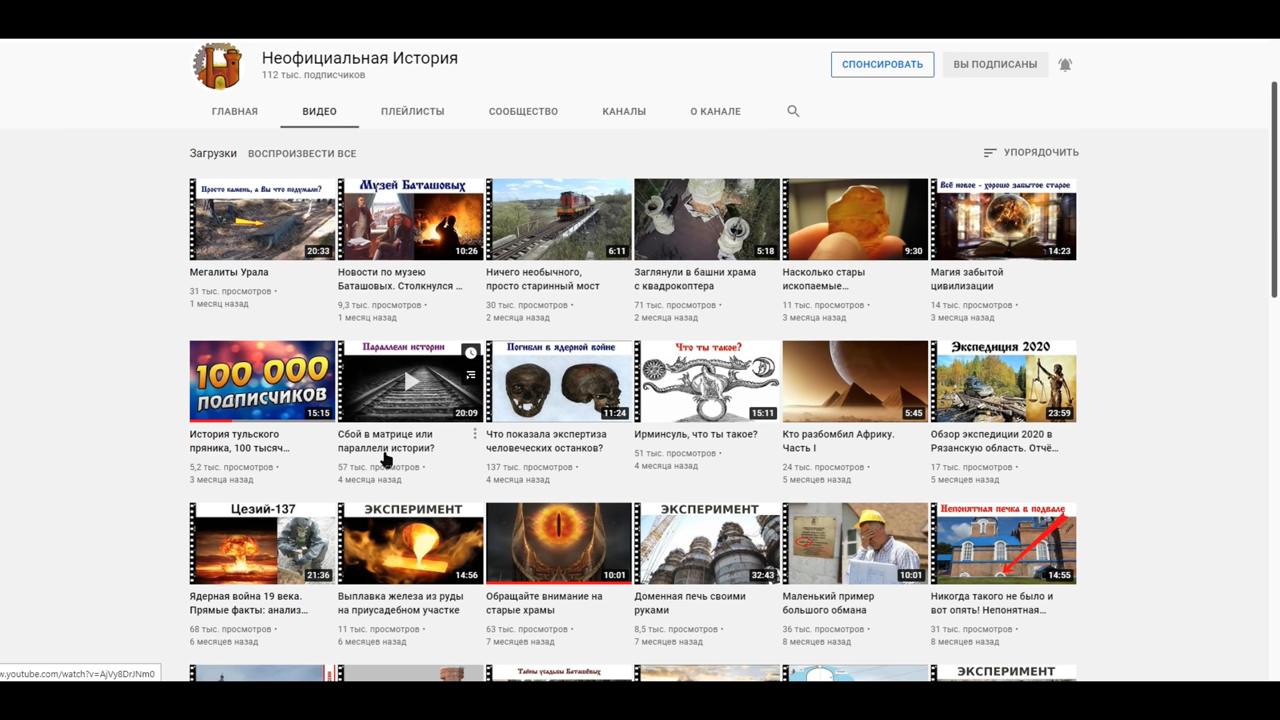 Неофициальная История
112 тыс. подписчиков
СПОНСИРОВАТЬ
ВЫ ПОДПИСАНЫ
ГЛАВНАЯ
ВИДЕО
ПЛЕЙЛИСТЫ
СООБЩЕСТВО
КАНАЛЫ
О КАНАЛЕ
Загрузки
ВОСПРОИЗВЕСТИ ВСЕ
УПОРЯДОЧИТЬ
Просто камень, а Вы что подумали?
20:33
Мегалиты Урала
31 тыс. просмотров •
1 месяц назад
Музей Баташовых
10:26
Новости по музею
Баташовых. Столкнулся ...
9,3 тыс. просмотров •
1 месяц назад
6:11
Ничего необычного,
просто старинный мост
30 тыс. просмотров •
2 месяца назад
5:18
Заглянули в башни храма
с квадрокоптера
71 тыс. просмотров •
2 месяца назад
9:30
Насколько стары
ископаемые...
11 тыс. просмотров •
3 месяца назад
Всё новое - хорошо забытое старое
14:23
Магия забытой
цивилизации
14 тыс. просмотров •
3 месяца назад
100 000
ПОДПИСЧИКОВ
15:15
История тульского
пряника, 100 тысяч...
5,2 тыс. просмотров •
3 месяца назад
Параллели истории
20:09
Сбой в матрице или
параллели истории?
57 тыс. просмотров •
4 месяца назад
Погибли в ядерной войне
11:24
Что показала экспертиза
человеческих останков?
137 тыс. просмотров •
4 месяца назад
Что ты такое?
15:11
Ирминсуль, что ты такое?
51 тыс. просмотров •
4 месяца назад
5:45
Кто разбомбил Африку.
Часть I
24 тыс. просмотров •
5 месяцев назад
Экспедиция 2020
23:59
Обзор экспедиции 2020 в
Рязанскую область. Отчё...
17 тыс. просмотров •
5 месяцев назад
Цезий-137
21:36
Ядерная война 19 века.
Прямые факты: анализ...
68 тыс. просмотров •
6 месяцев назад
ЭКСПЕРИМЕНТ
14:56
Выплавка железа из руды
на приусадебном участке
11 тыс. просмотров •
6 месяцев назад
10:01
Обращайте внимание на
старые храмы
63 тыс. просмотров •
7 месяцев назад
ЭКСПЕРИМЕНТ
32:43
Доменная печь своими
руками
8,5 тыс. просмотров •
7 месяцев назад
10:01
Маленький пример
большого обмана
36 тыс. просмотров •
8 месяцев назад
Непонятная печка в подвале
14:55
Никогда такого не было и
вот опять! Непонятная...
31 тыс. просмотров •
8 месяцев назад
Тайны усадьбы Баташёвых
ЭКСПЕРИМЕНТ
w.youtube.com/watch?v=AjVy8DrJNm0